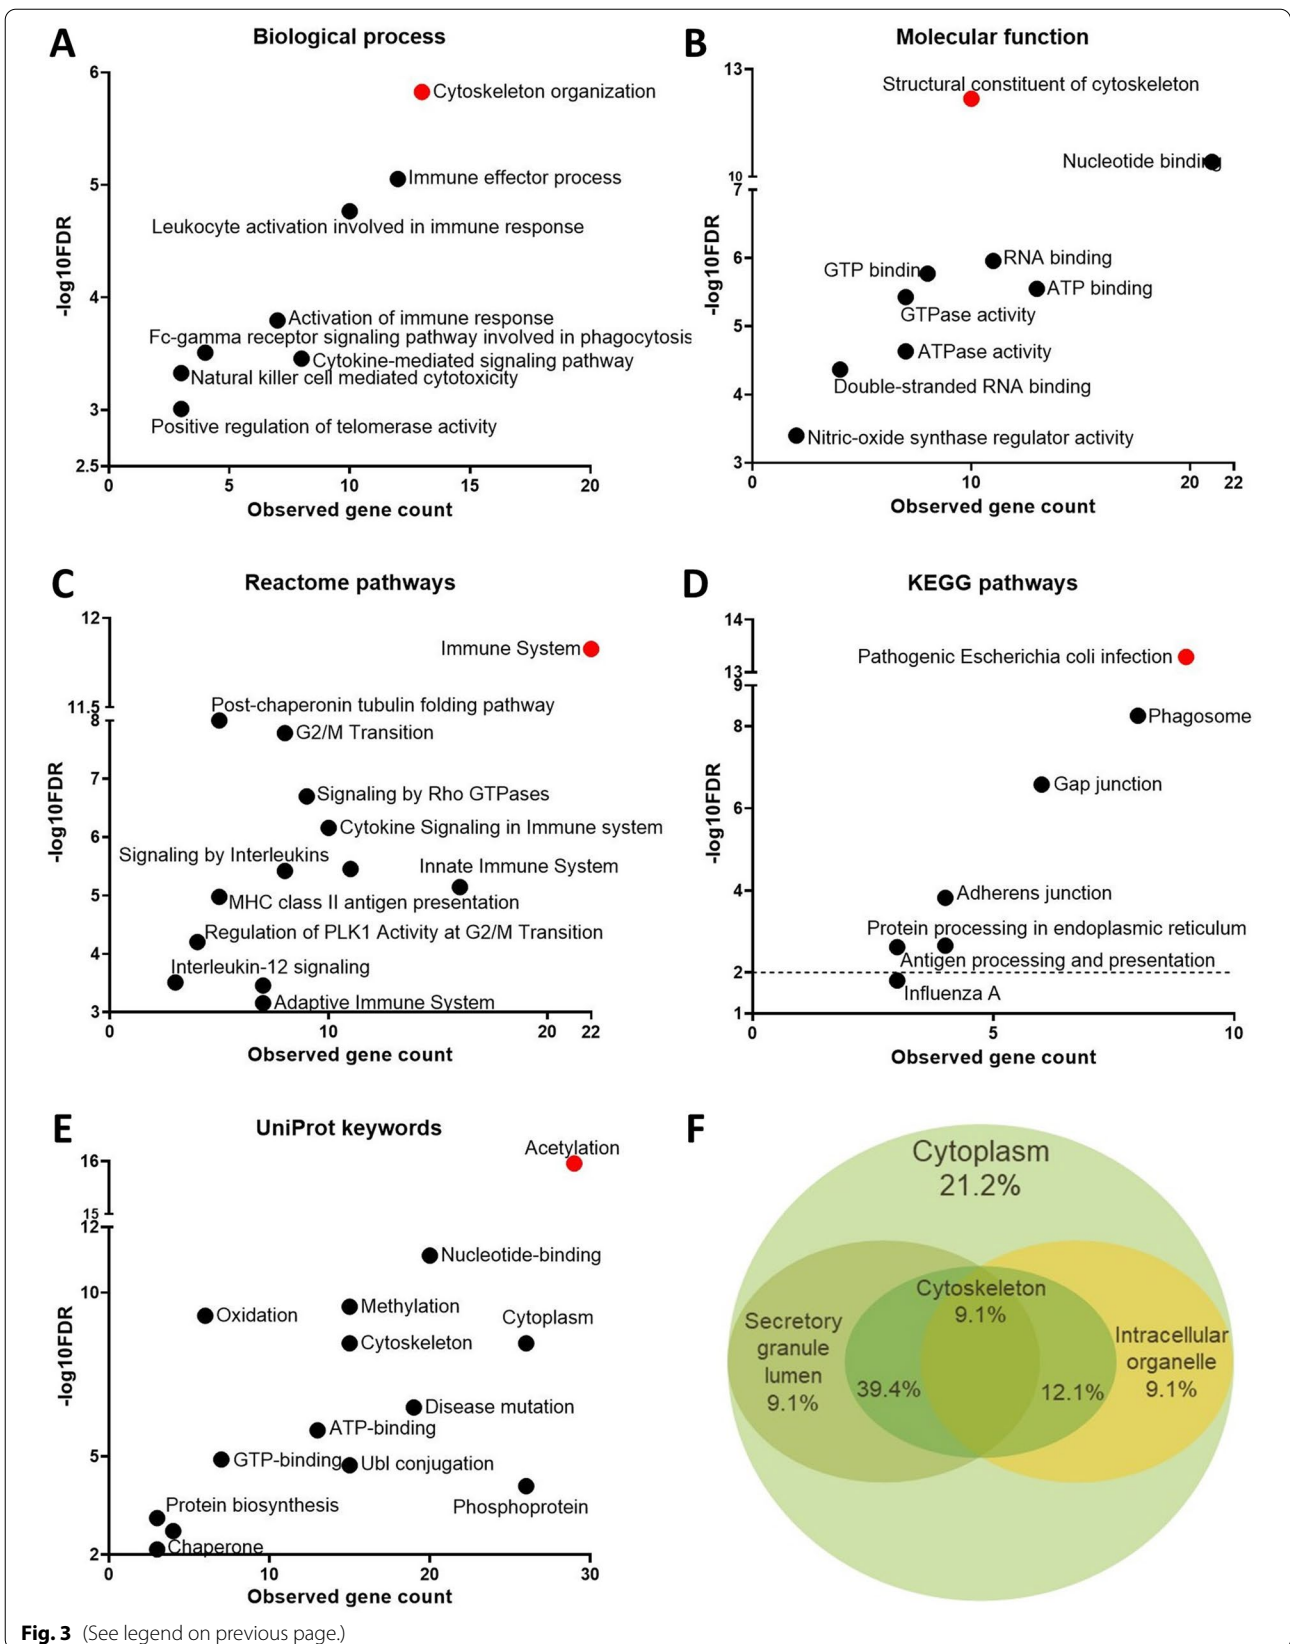 A
Biological process
6
5
4
3
2.5
-log10FDR
Cytoskeleton organization
Immune effector process
Leukocyte activation involved in immune response
Activation of immune response
Fc-gamma receptor signaling pathway involved in phagocytosis
Cytokine-mediated signaling pathway
Natural killer cell mediated cytotoxicity
Positive regulation of telomerase activity
0 5 10 15 20
Observed gene count
B
Molecular function
13
10
7
6
5
4
3
-log10FDR
Structural constituent of cytoskeleton
Nucleotide binding
RNA binding
GTP bindin
ATP binding
GTPase activity
ATPase activity
Double-stranded RNA binding
Nitric-oxide synthase regulator activity
0 10 20 22
Observed gene count
C
Reactome pathways
12
11.5
8
7
6
5
4
3
-log10FDR
Immune System
Post-chaperonin tubulin folding pathway
G2/M Transition
Signaling by Rho GTPases
Cytokine Signaling in Immune system
Signaling by Interleukins
Innate Immune System
MHC class II antigen presentation
Regulation of PLK1 Activity at G2/M Transition
Interleukin-12 signaling
Adaptive Immune System
0 10 20 22
Observed gene count
D
KEGG pathways
14
13
9
8
6
4
2
1
-log10FDR
Pathogenic Escherichia coli infection
Phagosome
Gap junction
Adherens junction
Protein processing in endoplasmic reticulum
Antigen processing and presentation
Influenza A
0 5 10
Observed gene count
E
UniProt keywords
16
15
12
10
5
2
-log10FDR
Acetylation
Nucleotide-binding
Methylation
Oxidation
Cytoplasm
Cytoskeleton
Disease mutation
ATP-binding
GTP-binding
Ubl conjugation
Phosphoprotein
Protein biosynthesis
Chaperone
0 10 20 30
Observed gene count
F
Cytoplasm
21.2%
Cytoskeleton
9.1%
Secretory
granule
lumen
9.1%
39.4%
12.1%
Intracellular
organelle
9.1%
Fig. 3 (See legend on previous page.)